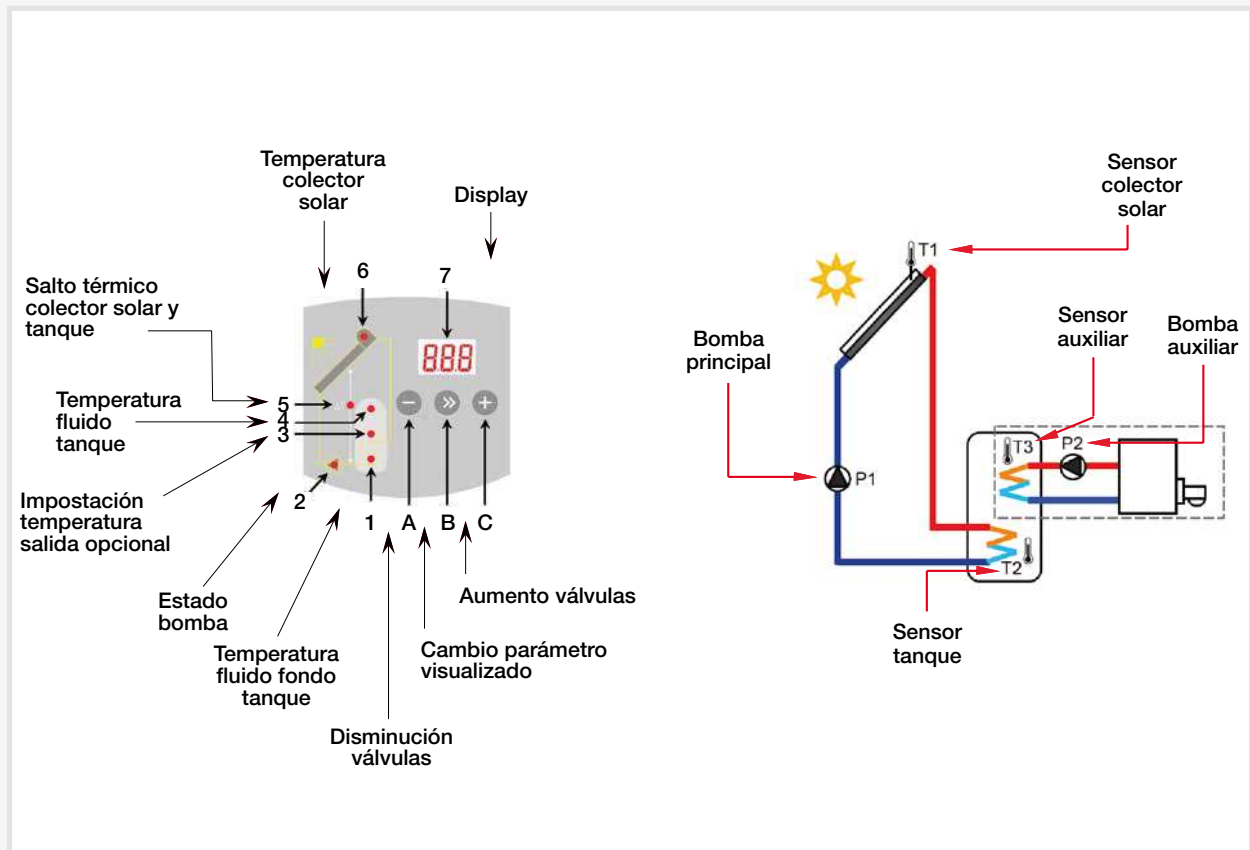 Temperatura
colector
solar
Display
6
7
Salto térmico
colector solar y
tanque
5
Temperatura
fluido
tanque
4
3
Impostación
temperatura
salida opcional
888
2
1
A
B
C
Estado
bomba
Temperatura
fluido fondo
tanque
Disminución
válvulas
Cambio parámetro
visualizado
Aumento válvulas
Sensor
colector
solar
T1
Bomba
principal
P1
Sensor
auxiliar
Bomba
auxiliar
T3
P2
T2
Sensor
tanque